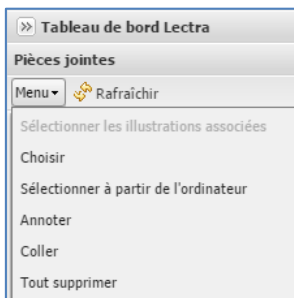 Tableau de bord Lectra
Pièces jointes
Menu Rafraîchir
Sélectionner les illustrations associées
Choisir
Sélectionner à partir de l'ordinateur
Annoter
Coller
Tout supprimer